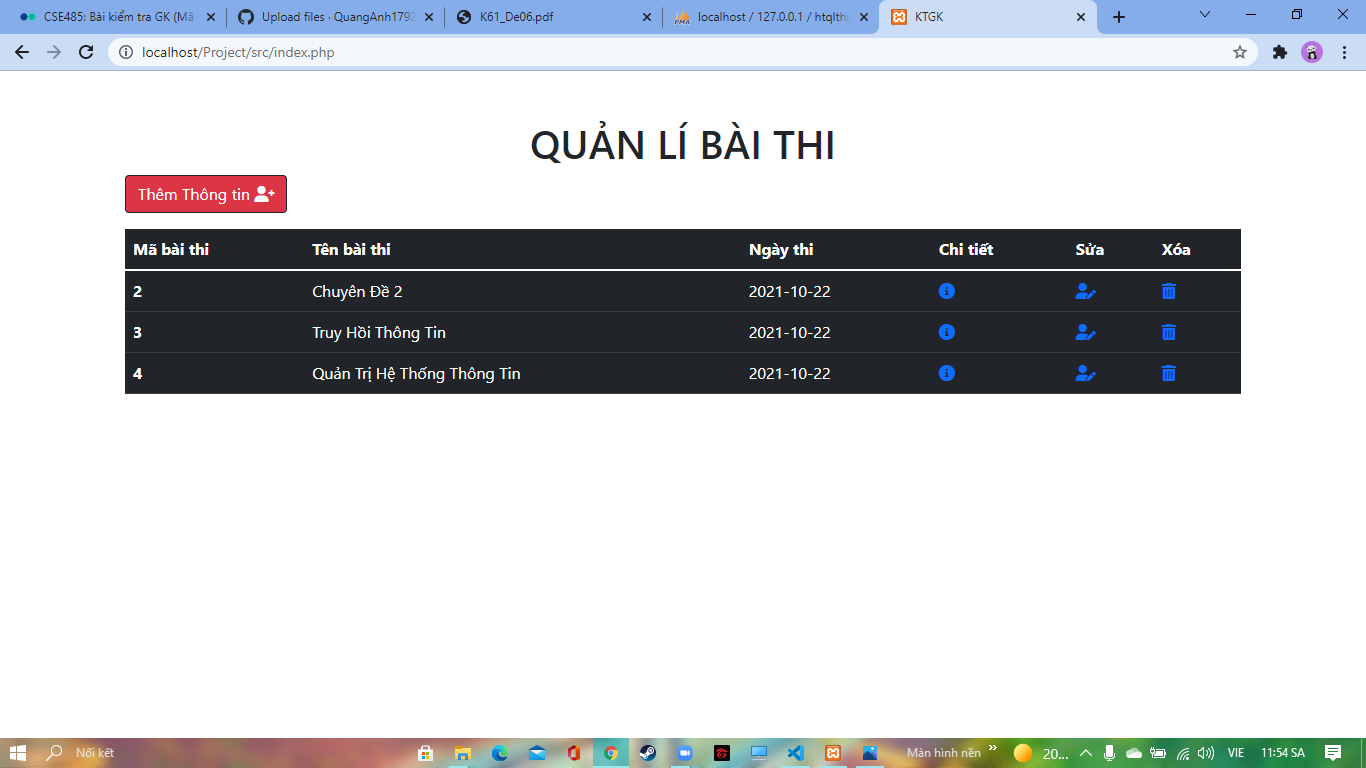 CSE485: Bài kiểm tra GK (Mã
Upload files · QuangAnh1792
K61_De06.pdf
localhost / 127.0.0.1 / htqlthi
KTGK
localhost/Project/src/index.php
QUẢN LÍ BÀI THI
Thêm Thông tin
Mã bài thi Tên bài thi Ngày thi Chi tiết Sửa Xóa
2 Chuyên Đề 2 2021-10-22
3 Truy Hồi Thông Tin 2021-10-22
4 Quản Trị Hệ Thống Thông Tin 2021-10-22
Nối kết Màn hình nền 20... VIE 11:54 SA